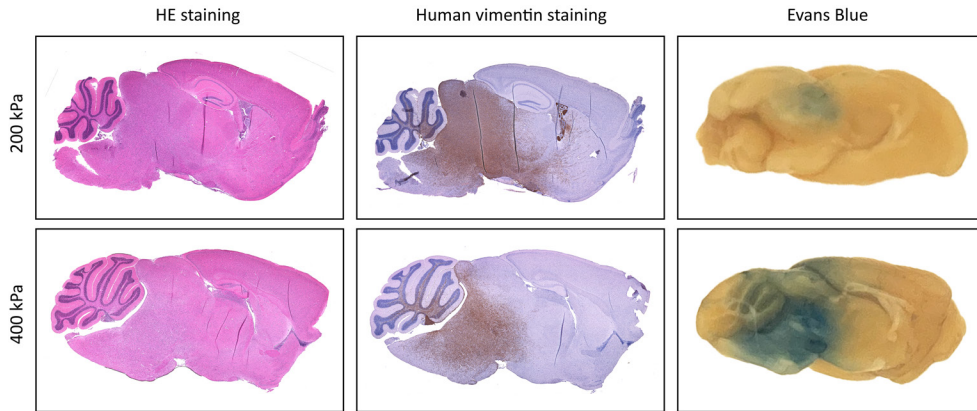 HE staining
Human vimentin staining
Evans Blue
200 kPa
400 kPa